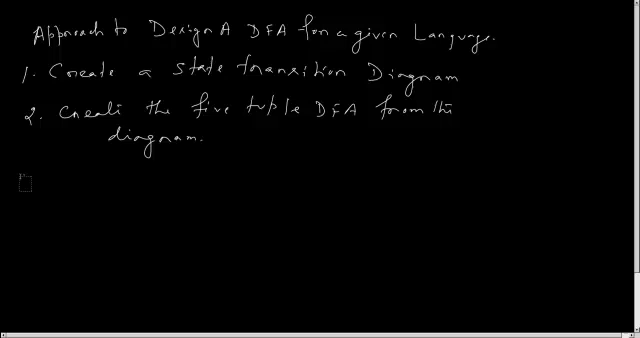 Approach to Design A DFA for a given Language.
1. Create a State transition Diagram
2. Create the five tuple DFA from the
diagram.